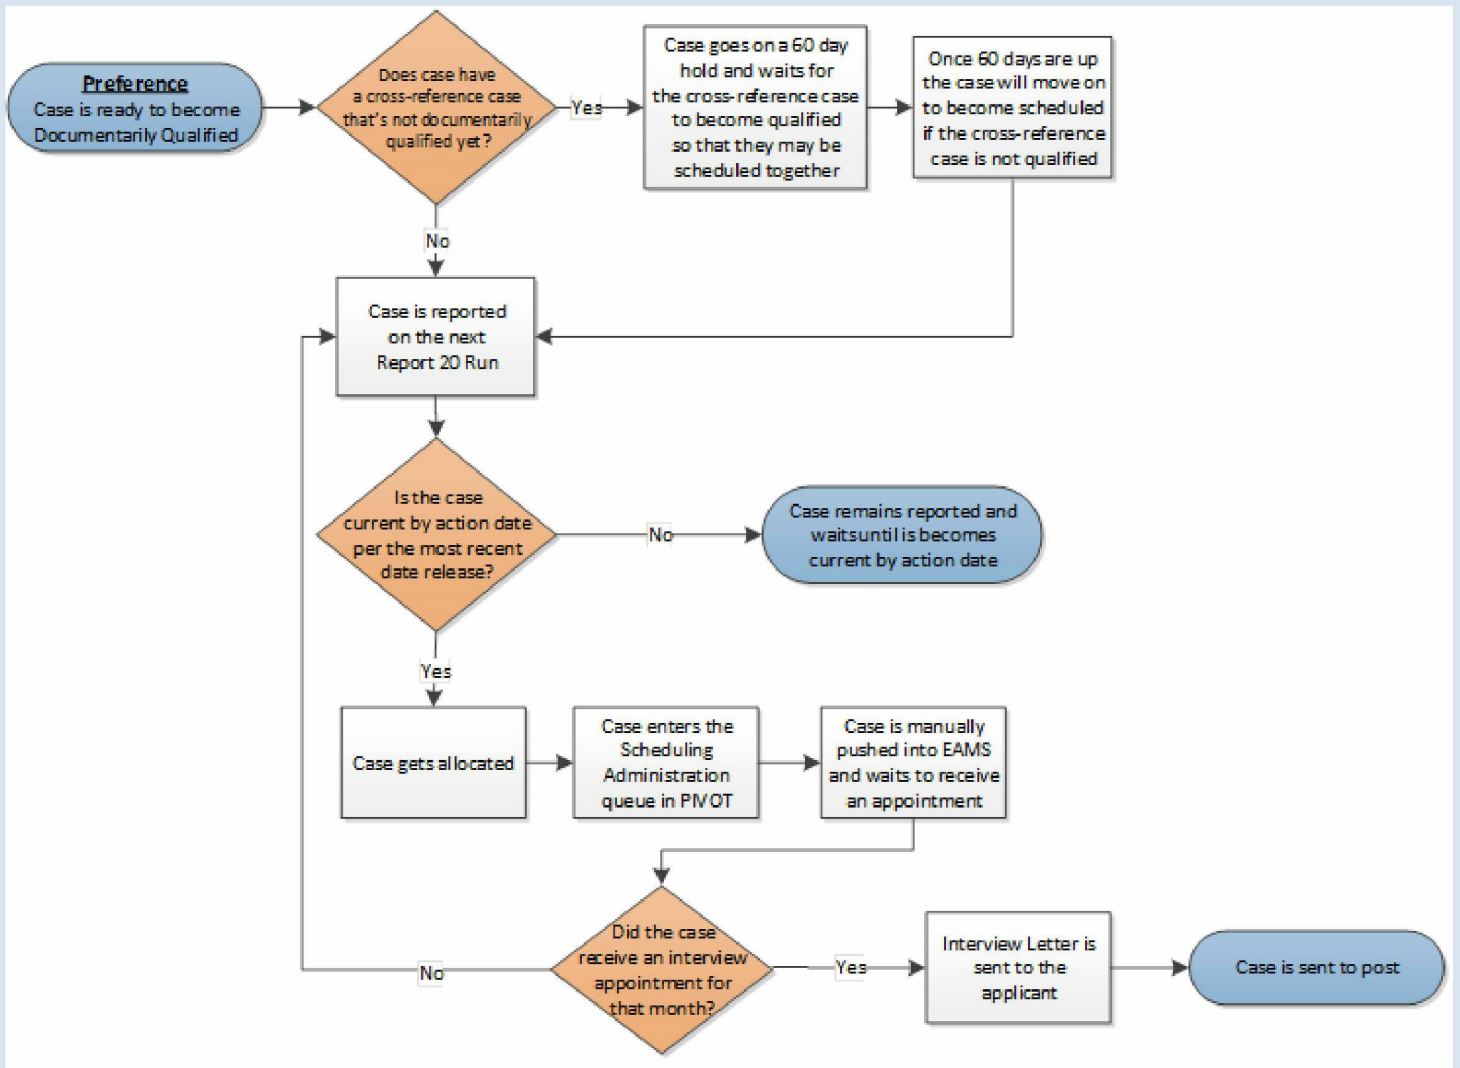 Preference
Case is ready to become
Documentarily Qualified
Does case have
a cross-reference case
that's not documentarily
qualified yet?
Yes
Case goes on a 60 day
hold and waits for
the cross-reference case
to become qualified
so that they may be
scheduled together
Once 60 days are up
the case will move on
to become scheduled
if the cross-reference
case is not qualified
No
Case is reported
on the next
Report 20 Run
Is the case
current by action date
per the most recent
date release?
No
Case remains reported and
waits until is becomes
current by action date
Yes
Case gets allocated
Case enters the
Scheduling
Administration
queue in PIVOT
Case is manually
pushed into EAMS
and waits to receive
an appointment
Did the case
receive an interview
appointment for
that month?
No
Yes
Interview Letter is
sent to the
applicant
Case is sent to post